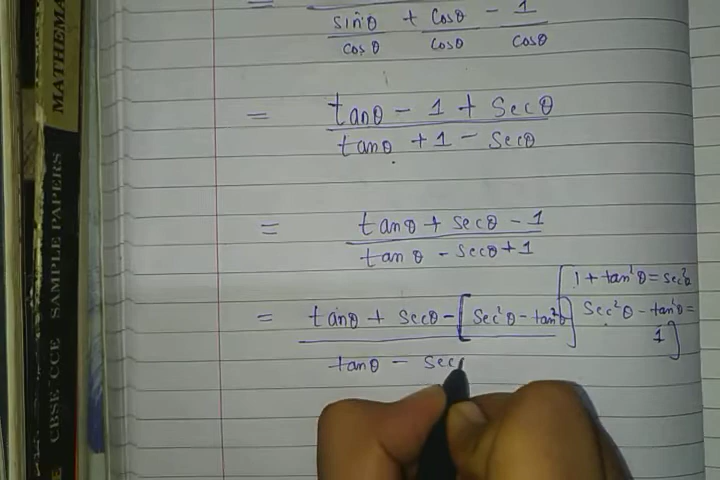 = sinθ + cosθ - 1
cosθ cosθ cosθ
= tanθ - 1 + secθ
tanθ + 1 - secθ
= tanθ + secθ - 1
tanθ - secθ + 1
[1 + tan²θ = sec²θ
= tanθ + secθ - [sec²θ - tan²θ] sec²θ - tan²θ =
1]
tanθ - sec
MATHEMA
CBSE CCE SAMPLE PAPERS